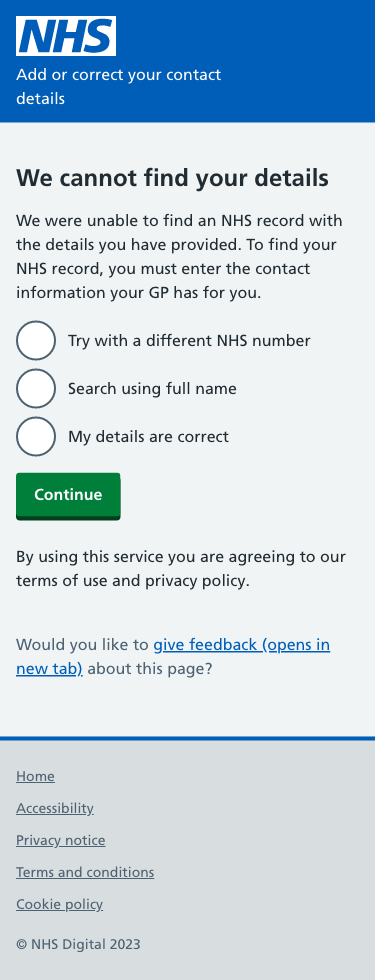 NHS
Add or correct your contact
details
We cannot find your details
We were unable to find an NHS record with
the details you have provided. To find your
NHS record, you must enter the contact
information your GP has for you.
Try with a different NHS number
Search using full name
My details are correct
Continue
By using this service you are agreeing to our
terms of use and privacy policy.
Would you like to give feedback (opens in
new tab) about this page?
Home
Accessibility
Privacy notice
Terms and conditions
Cookie policy
© NHS Digital 2023